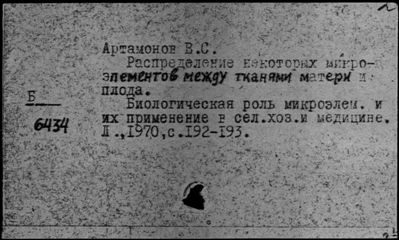 Артамонов В.С.
Распределение некоторых микро-
элементов между тканями матери и
плода.
Б
Биологическая роль микроэлем. и
6434
их применение в сел.хоз.и медицине.
Л.,1970,с.192-193.